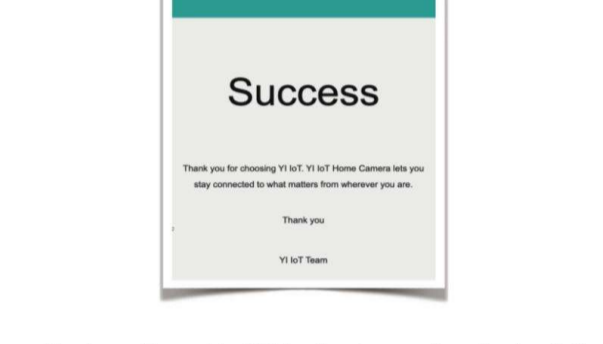 Success
Thank you for choosing YI IoT. YI IoT Home Camera lets you
stay connected to what matters from wherever you are.
Thank you
YI IoT Team